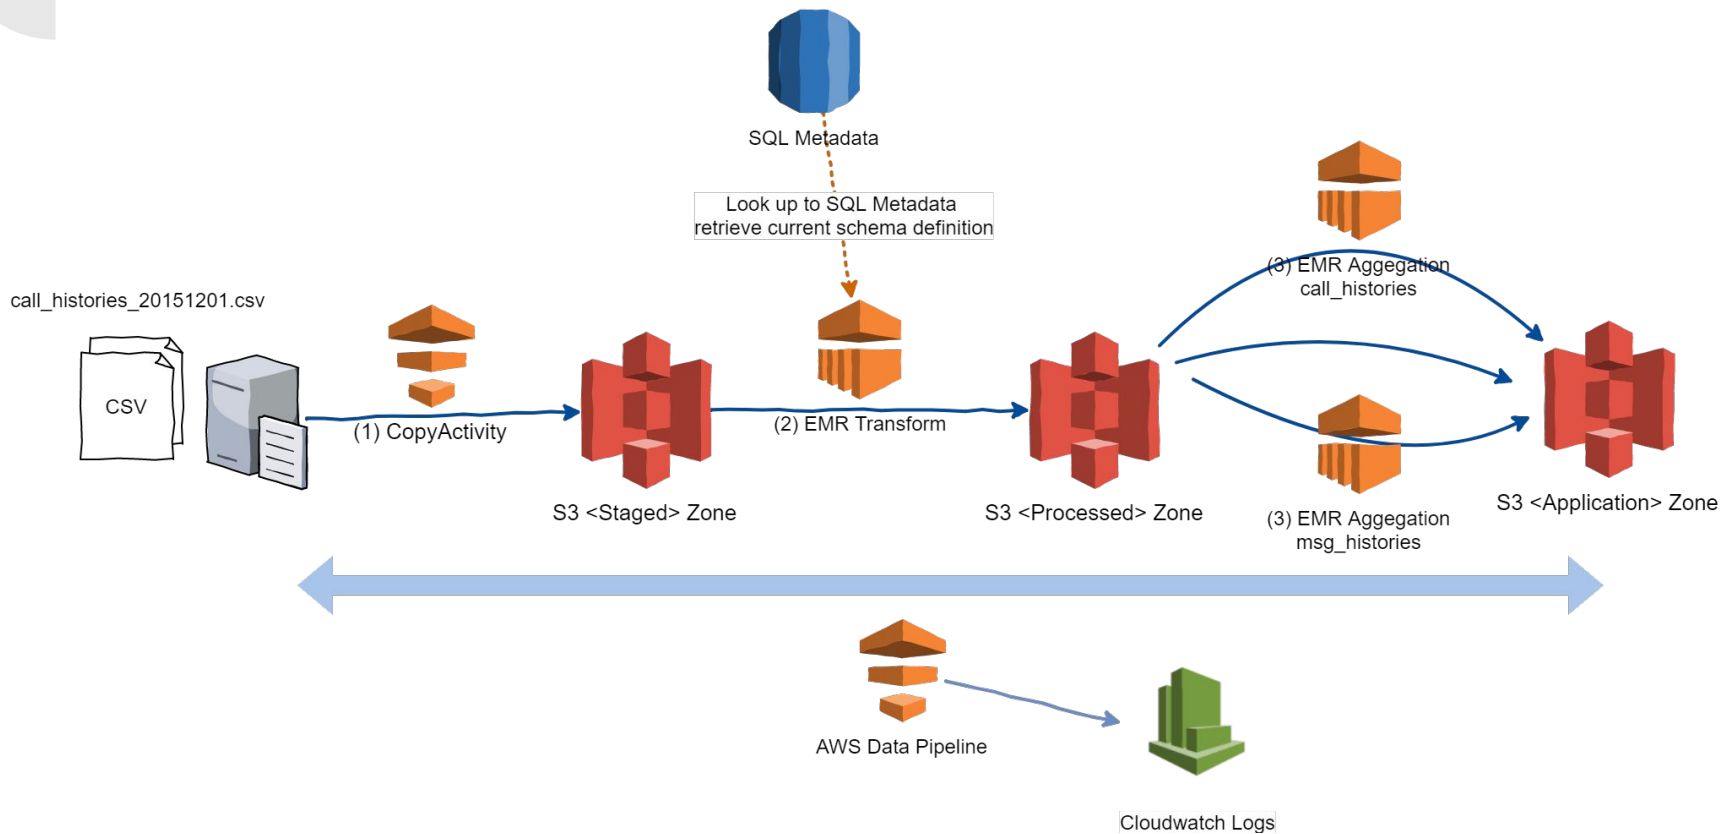 SQL Metadata
Look up to SQL Metadata
retrieve current schema definition
(3) EMR Aggegation
call_histories
call_histories_20151201.csv
CSV
(1) CopyActivity
(2) EMR Transform
S3 <Staged> Zone
S3 <Processed> Zone
S3 <Application> Zone
(3) EMR Aggegation
msg_histories
AWS Data Pipeline
Cloudwatch Logs